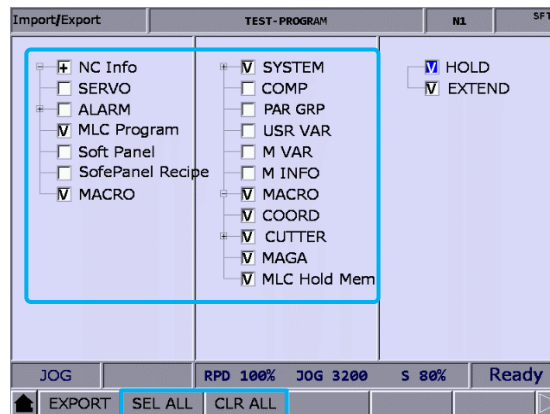 Import/Export TEST-PROGRAM N1 SFT
NC Info
SERVO
ALARM
V MLC Program
Soft Panel
SofePanel Recipe
V MACRO
V SYSTEM
COMP
PAR GRP
USR VAR
M VAR
M INFO
V MACRO
V COORD
V CUTTER
V MAGA
V MLC Hold Mem
V HOLD
V EXTEND
JOG RPD 100% JOG 3200 S 80% Ready
EXPORT SEL ALL CLR ALL